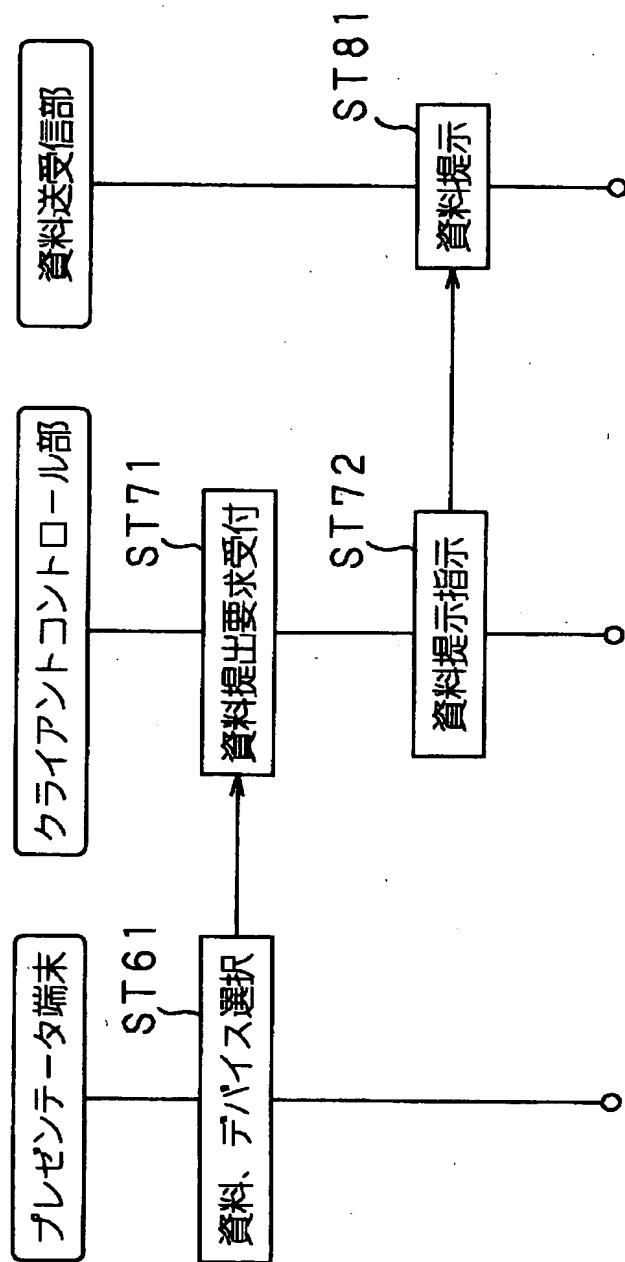 プレゼンテータ端末
クライアントコントロール部
資料送受信部
ST61
資料、デバイス選択
ST71
資料提出要求受付
ST72
資料提示指示
ST81
資料提示